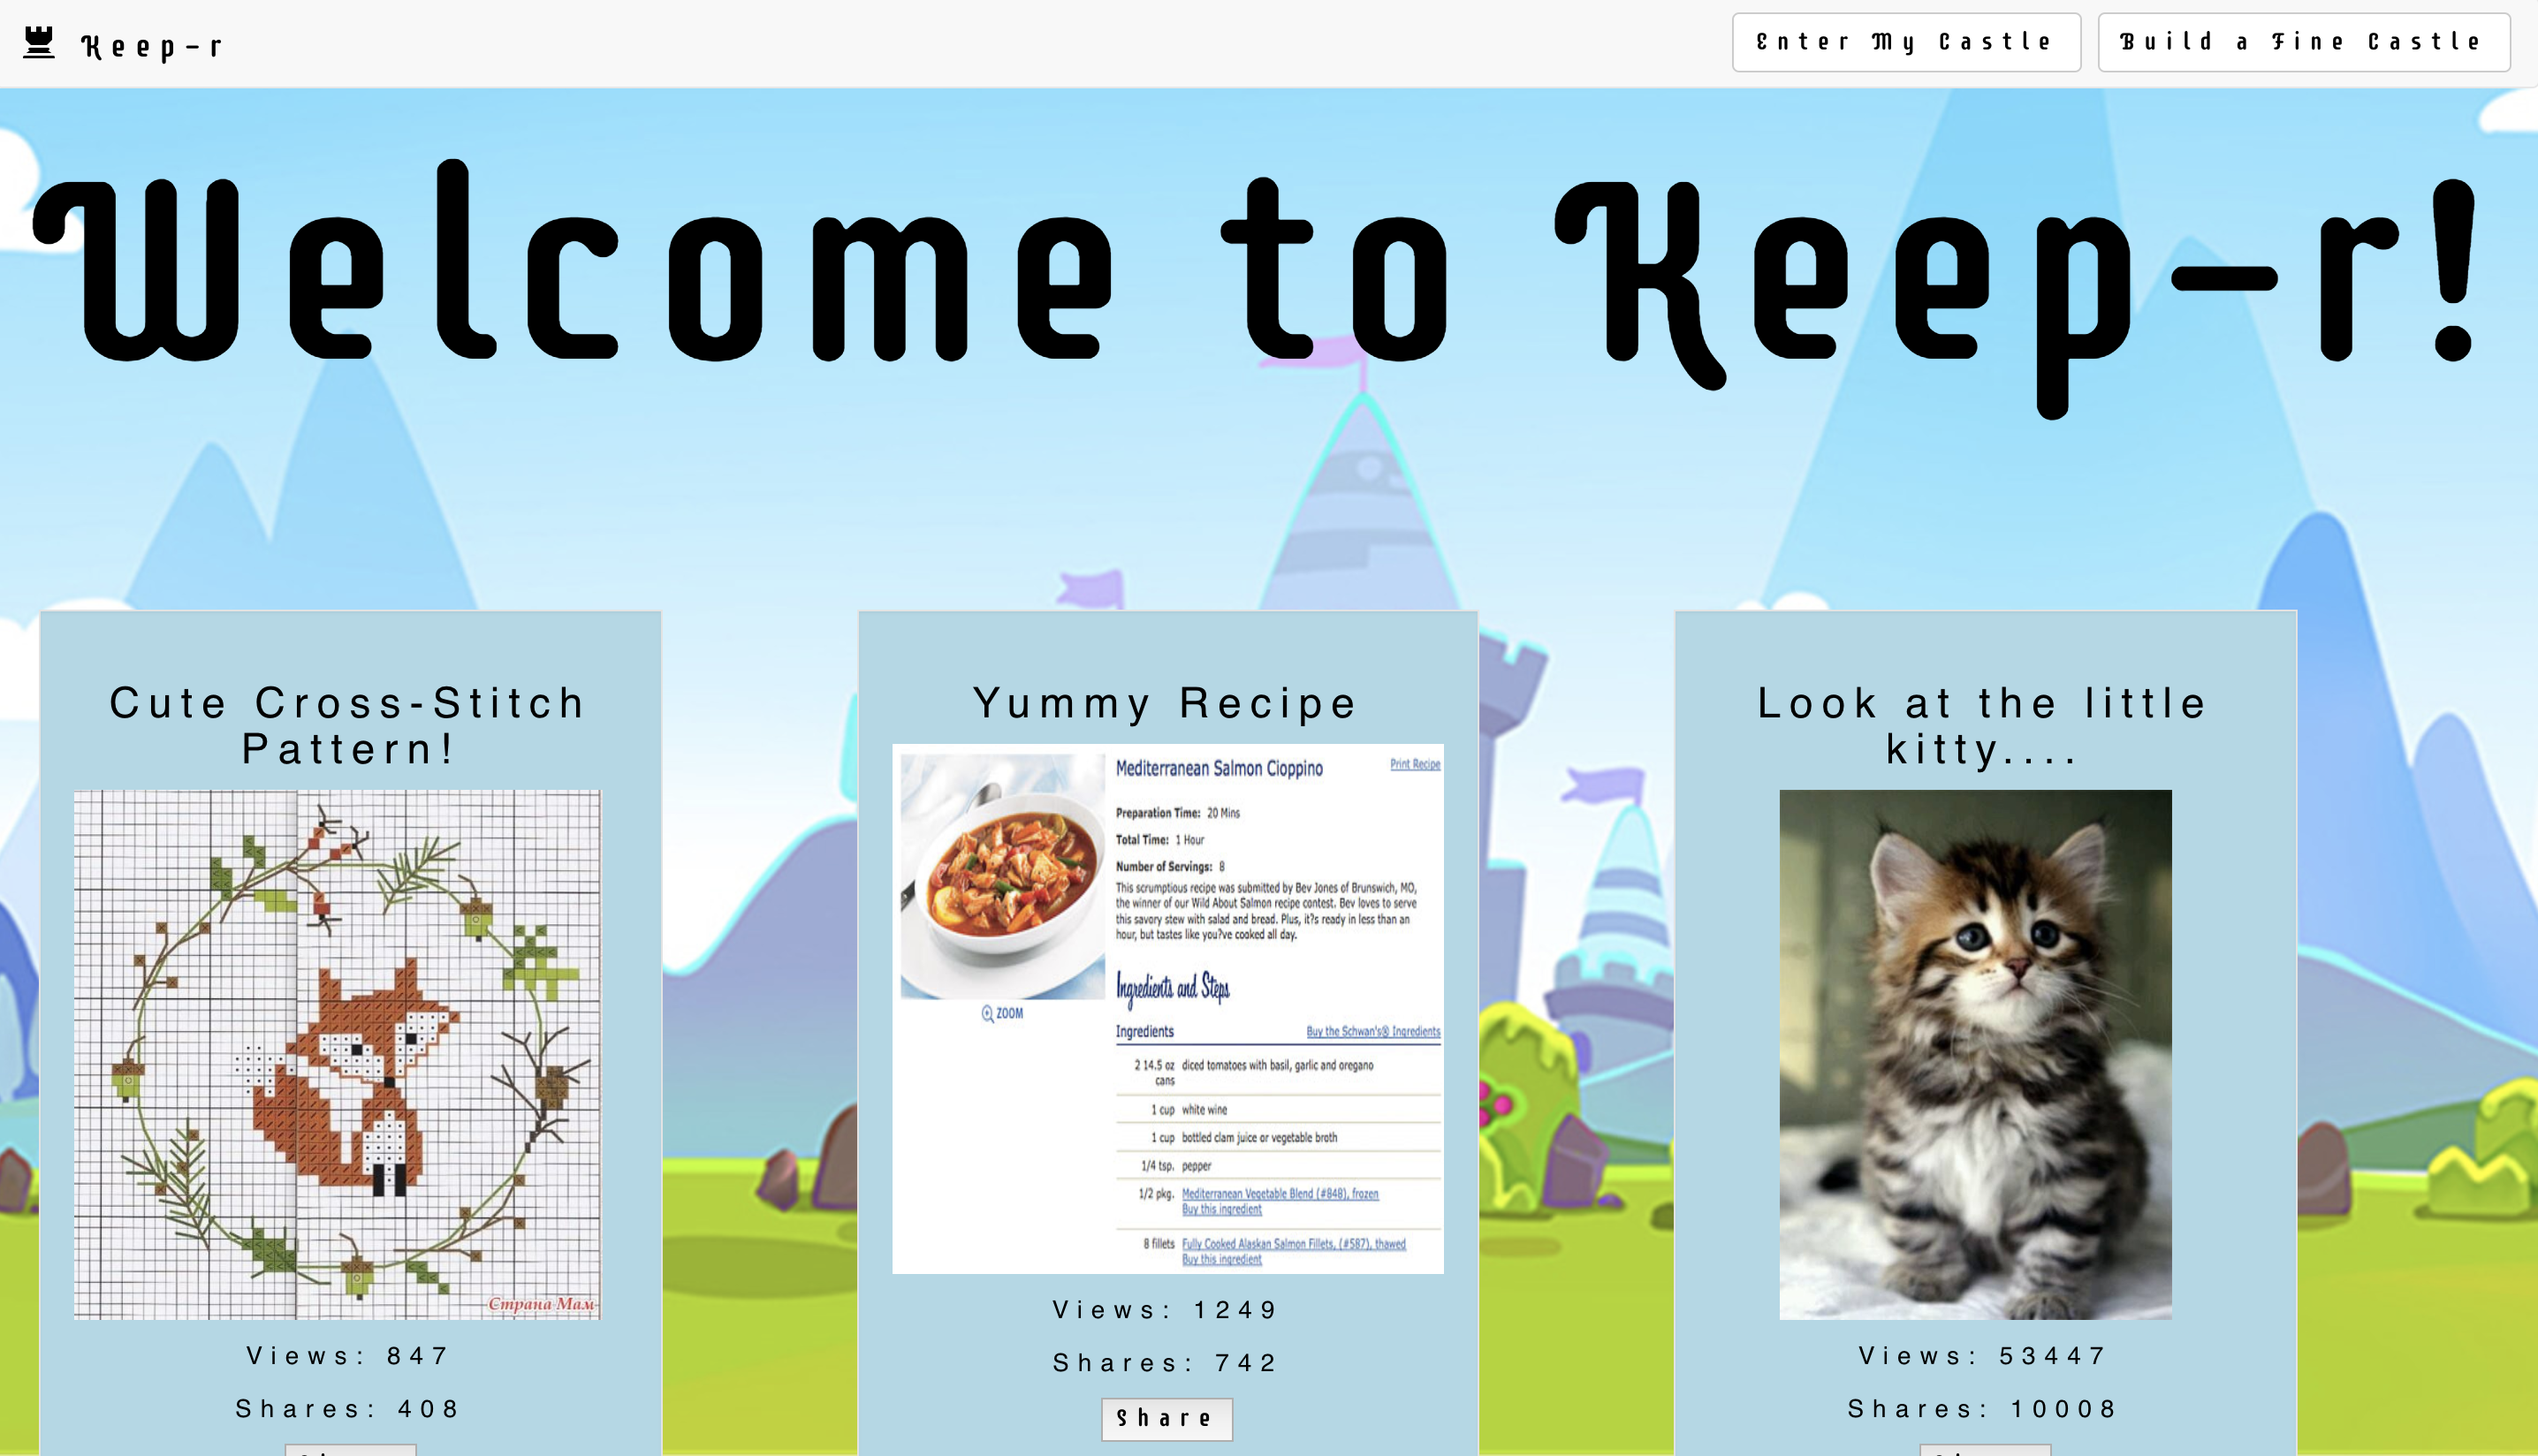 Keep-r
Enter My Castle
Build a Fine Castle
Welcome to Keep-r!
Cute Cross-Stitch
Pattern!
Страна Мам
Views: 847
Shares: 408
Yummy Recipe
Mediterranean Salmon Cioppino
Print Recipe
Preparation Time: 20 Mins
Total Time: 1 Hour
Number of Servings: 8
This scrumptious recipe was submitted by Bev Jones of Brunswich, MO,
the winner of our Wild About Salmon recipe contest. Bev loves to serve
this savory stew with salad and bread. Plus, it?s ready in less than an
hour, but tastes like you?ve cooked all day.
ZOOM
Ingredients and Steps
Ingredients
Buy the Schwan's® Ingredients
2 14.5 oz diced tomatoes with basil, garlic and oregano
cans
1 cup white wine
1 cup bottled clam juice or vegetable broth
1/4 tsp. pepper
1/2 pkg. Mediterranean Vegetable Blend (#848), frozen
Buy this ingredient
8 fillets Fully Cooked Alaskan Salmon Fillets, (#587), thawed
Buy this ingredient
Views: 1249
Shares: 742
Share
Look at the little
kitty....
Views: 53447
Shares: 10008